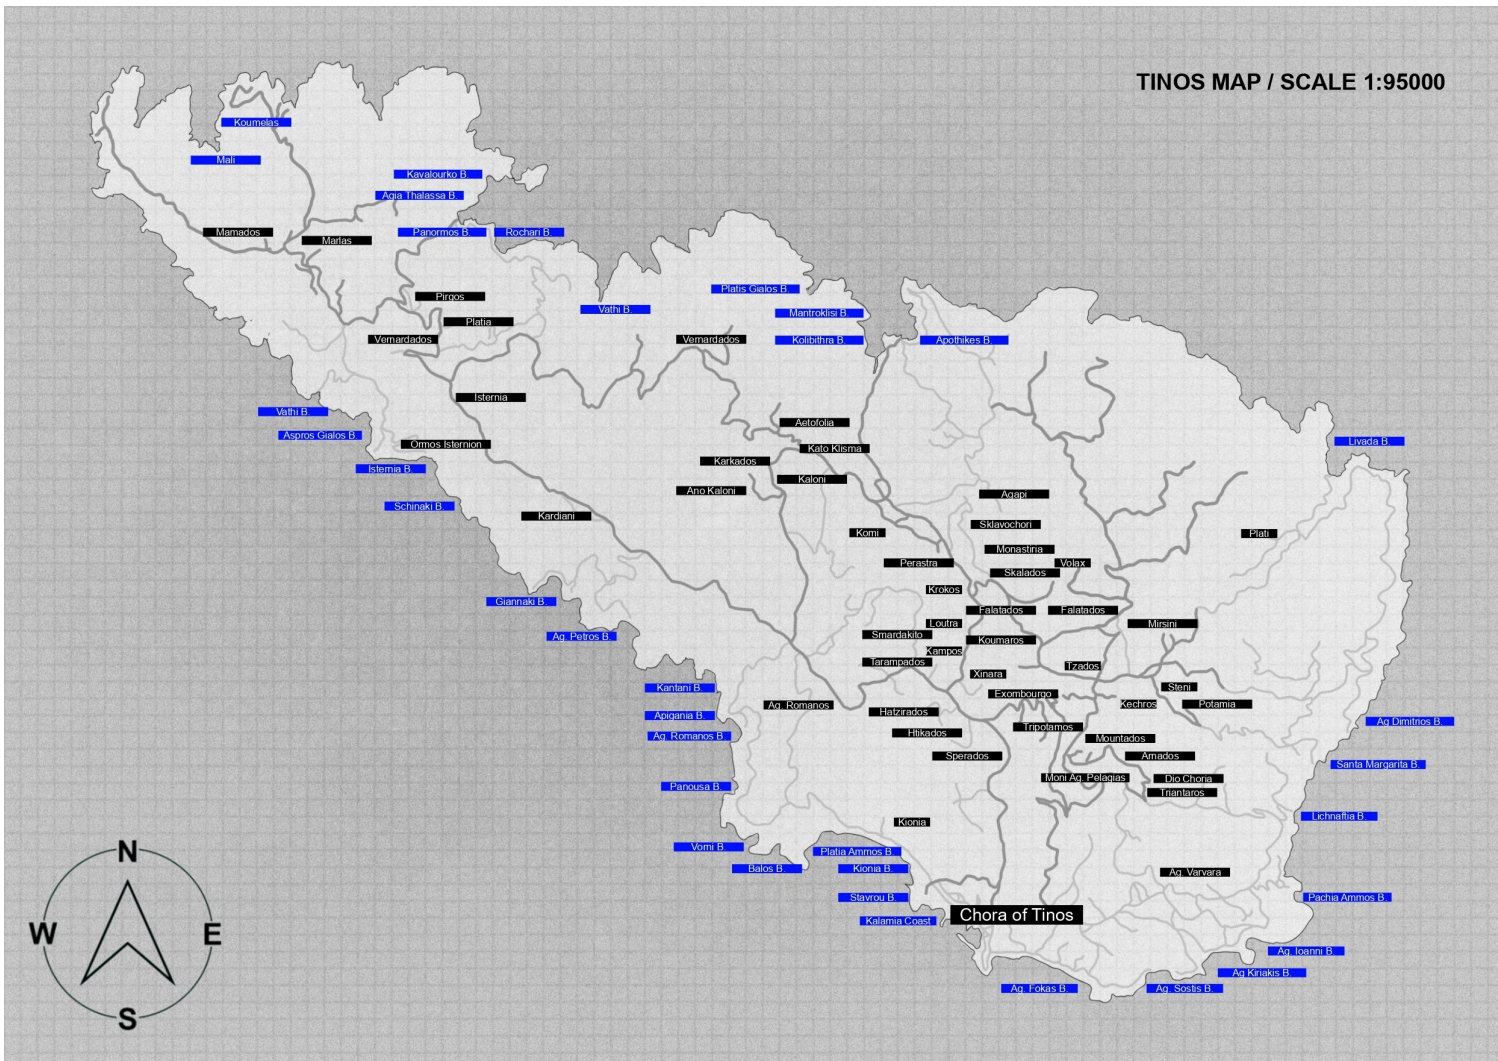 TINOS MAP / SCALE 1:95000
Koumelas
Mali
Kavalourko B.
Agia Thalassa B.
Mamados
Marlas
Panormos B.
Rochari B.
Pirgos
Platia
Vernardos
Vathi B.
Platis Gialos B.
Mantroklisi B.
Vernardos
Kolibithra B.
Apothikes B.
Isternia
Vathi B.
Aspros Gialos B.
Ormos Isternion
Isternia B.
Schinaki B.
Aetofolia
Kato Klisma
Karkados
Kaloni
Ano Kaloni
Livada B.
Agapi
Kardiani
Sklavochori
Komi
Plati
Monastiria
Perastra
Volax
Skalados
Krokos
Giannaki B.
Falatados
Falatados
Loutra
Mirsini
Smardakito
Ag. Petros B.
Koumaros
Kampos
Tarampados
Tzados
Xinara
Kantani B.
Steni
Exombourgo
Ag. Romanos
Kechros
Potamia
Hatzirados
Apigania B.
Ag Dimitrios B.
Tripotamos
Htikados
Ag. Romanos B.
Mountados
Sperados
Amados
Santa Margarita B.
Moni Ag. Pelagias
Dio Choria
Panousa B.
Triantaros
Lichnaftia B.
Kionia
Vorni B.
Platia Ammos B.
Balos B.
Kionia B.
Ag. Varvara
Stavrou B.
Pachia Ammos B.
Kalamia Coast
Chora of Tinos
Ag. Ioanni B.
Ag Kiriakis B.
Ag. Fokas B.
Ag. Sostis B.
N
W
E
S